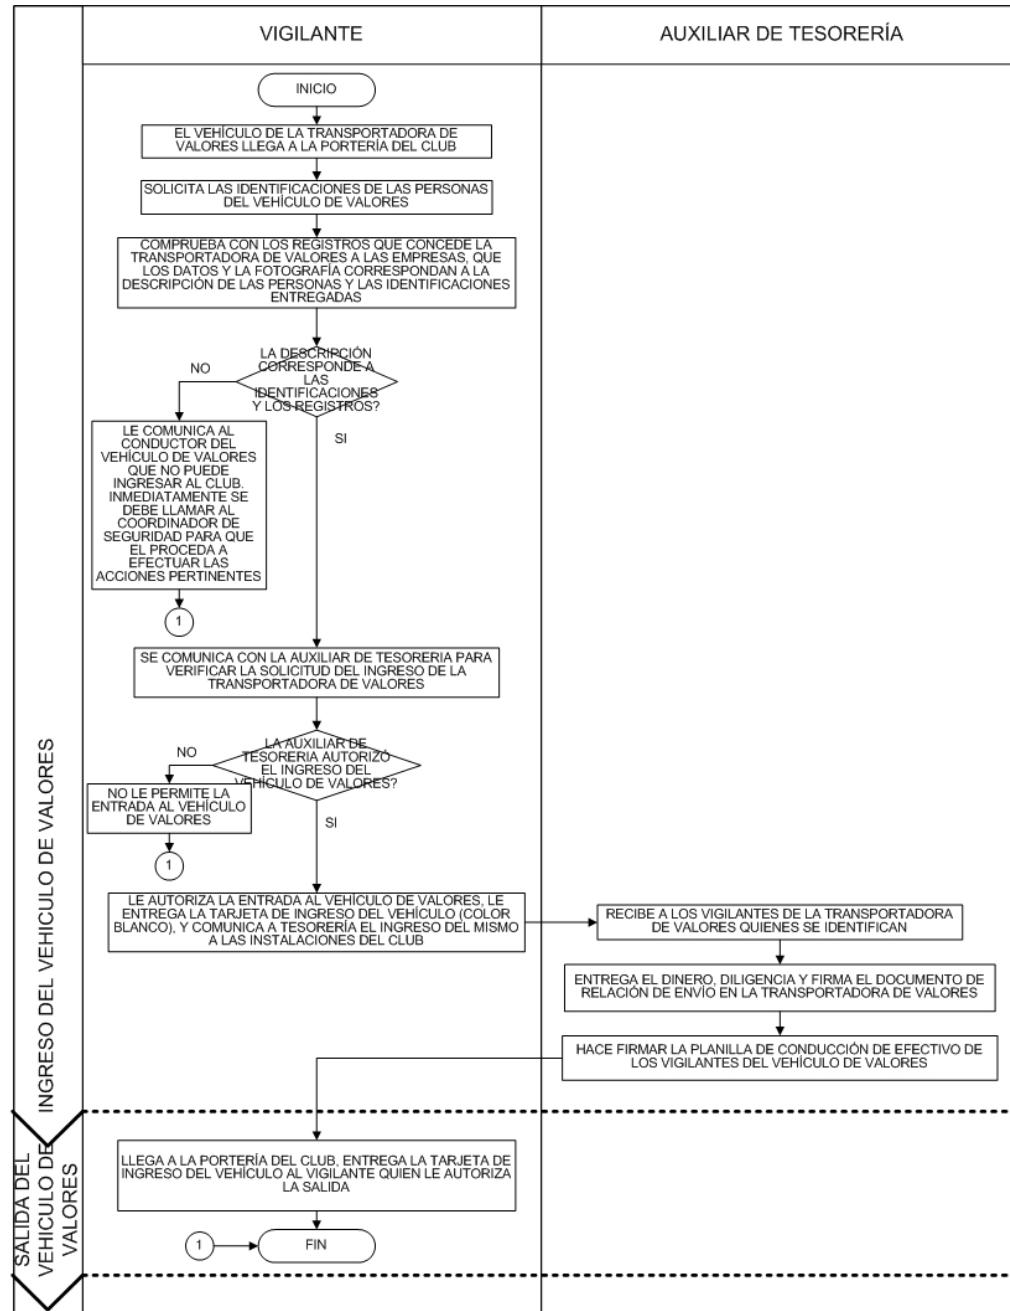 VIGILANTE
AUXILIAR DE TESORERÍA
INICIO
EL VEHÍCULO DE LA TRANSPORTADORA DE
VALORES LLEGA A LA PORTERÍA DEL CLUB
SOLICITA LAS IDENTIFICACIONES DE LAS PERSONAS
DEL VEHÍCULO DE VALORES
COMPRUEBA CON LOS REGISTROS QUE CONCEDE LA
TRANSPORTADORA DE VALORES A LAS EMPRESAS, QUE
LOS DATOS Y LA FOTOGRAFÍA CORRESPONDAN A LA
DESCRIPCIÓN DE LAS PERSONAS Y LAS IDENTIFICACIONES
ENTREGADAS
LA DESCRIPCIÓN
CORRESPONDE A
LAS
IDENTIFICACIONES
Y LOS REGISTROS?
NO
SI
LE COMUNICA AL
CONDUCTOR DEL
VEHÍCULO DE VALORES
QUE NO PUEDE
INGRESAR AL CLUB.
INMEDIATAMENTE SE
DEBE LLAMAR AL
COORDINADOR DE
SEGURIDAD PARA QUE
EL PROCEDA A
EFECTUAR LAS
ACCIONES PERTINENTES
1
SE COMUNICA CON LA AUXILIAR DE TESORERIA PARA
VERIFICAR LA SOLICITUD DEL INGRESO DE LA
TRANSPORTADORA DE VALORES
LA AUXILIAR DE
TESORERIA AUTORIZÓ
EL INGRESO DEL
VEHÍCULO DE VALORES?
NO
SI
NO LE PERMITE LA
ENTRADA AL VEHÍCULO
DE VALORES
1
LE AUTORIZA LA ENTRADA AL VEHÍCULO DE VALORES, LE
ENTREGA LA TARJETA DE INGRESO DEL VEHÍCULO (COLOR
BLANCO), Y COMUNICA A TESORERÍA EL INGRESO DEL MISMO
A LAS INSTALACIONES DEL CLUB
RECIBE A LOS VIGILANTES DE LA TRANSPORTADORA
DE VALORES QUIENES SE IDENTIFICAN
ENTREGA EL DINERO, DILIGENCIA Y FIRMA EL DOCUMENTO DE
RELACIÓN DE ENVÍO EN LA TRANSPORTADORA DE VALORES
HACE FIRMAR LA PLANILLA DE CONDUCCIÓN DE EFECTIVO DE
LOS VIGILANTES DEL VEHÍCULO DE VALORES
INGRESO DEL VEHICULO DE VALORES
LLEGA A LA PORTERÍA DEL CLUB, ENTREGA LA TARJETA DE
INGRESO DEL VEHÍCULO AL VIGILANTE QUIEN LE AUTORIZA
LA SALIDA
1
FIN
SALIDA DEL
VEHICULO DE
VALORES